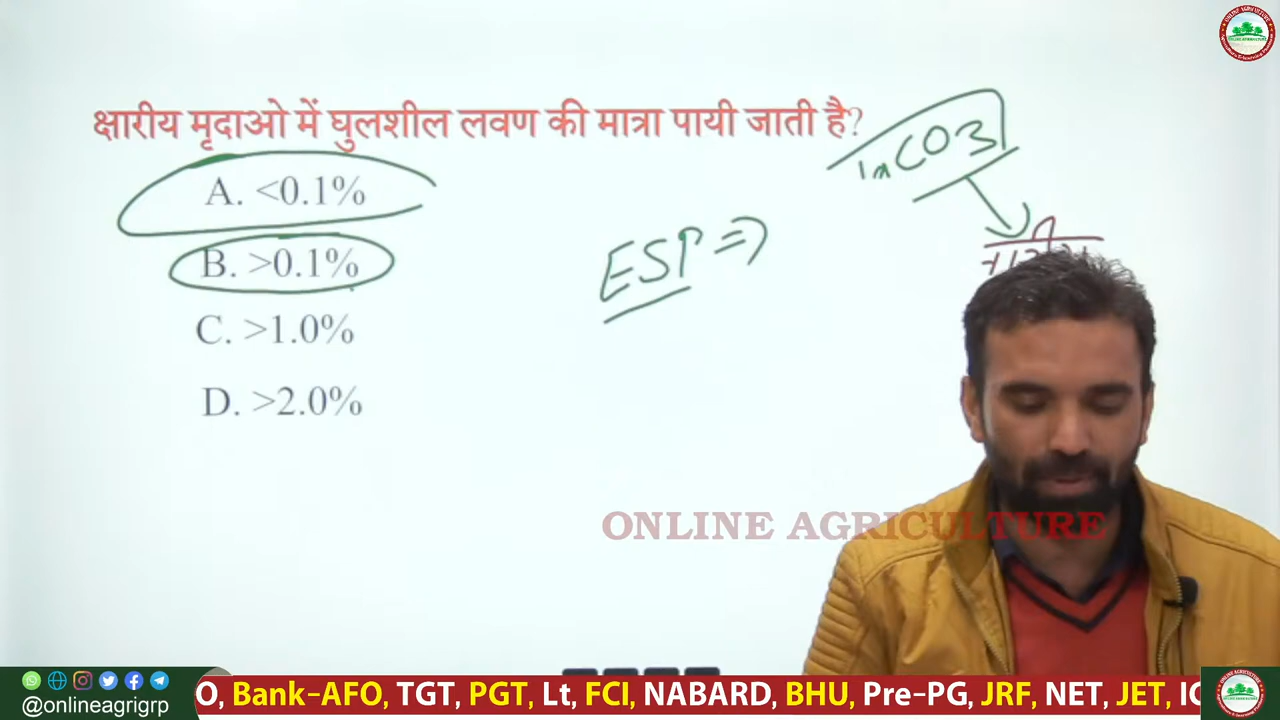 क्षारीय मृदाओ में घुलशील लवण की मात्रा पायी जाती है?
A. <0.1%
B. >0.1%
C. >1.0%
D. >2.0%
CO3
ESP ⇒
ONLINE AGRICULTURE
@onlineagrigrp
O, Bank-AFO, TGT, PGT, Lt, FCI, NABARD, BHU, Pre-PG, JRF, NET, JET,